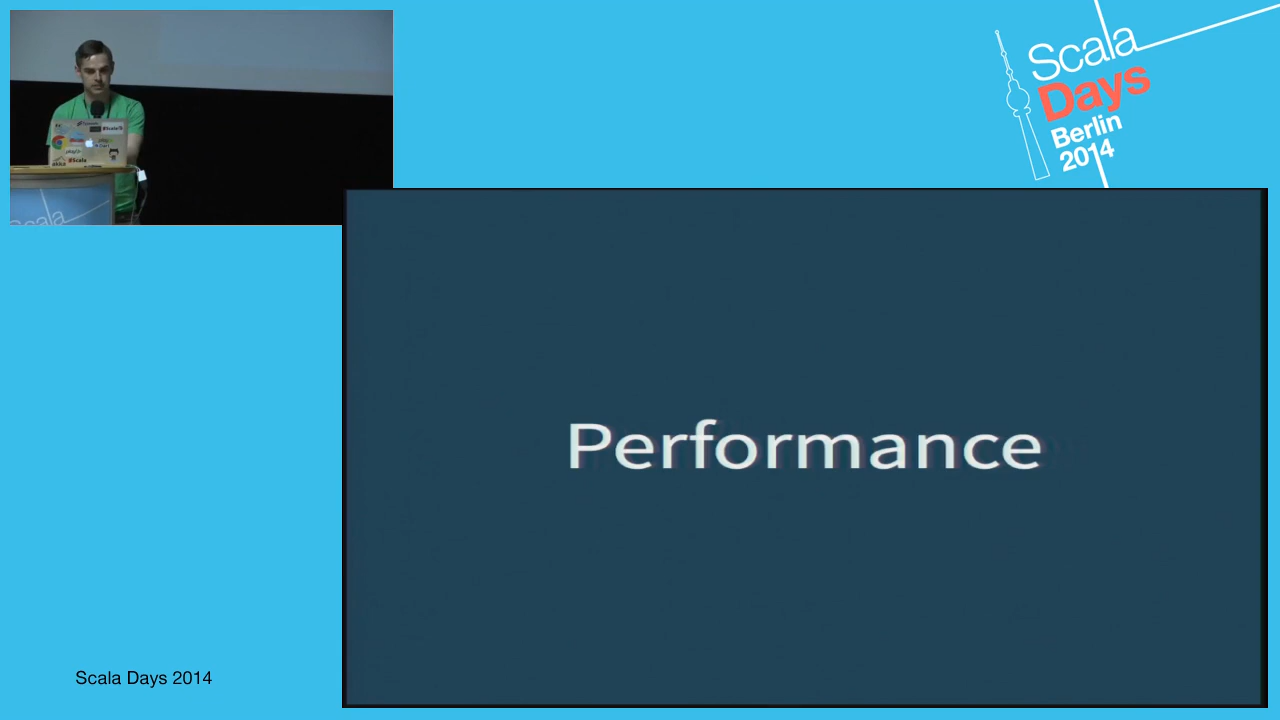 Scala
Days
Berlin
2014
Performance
Scala Days 2014